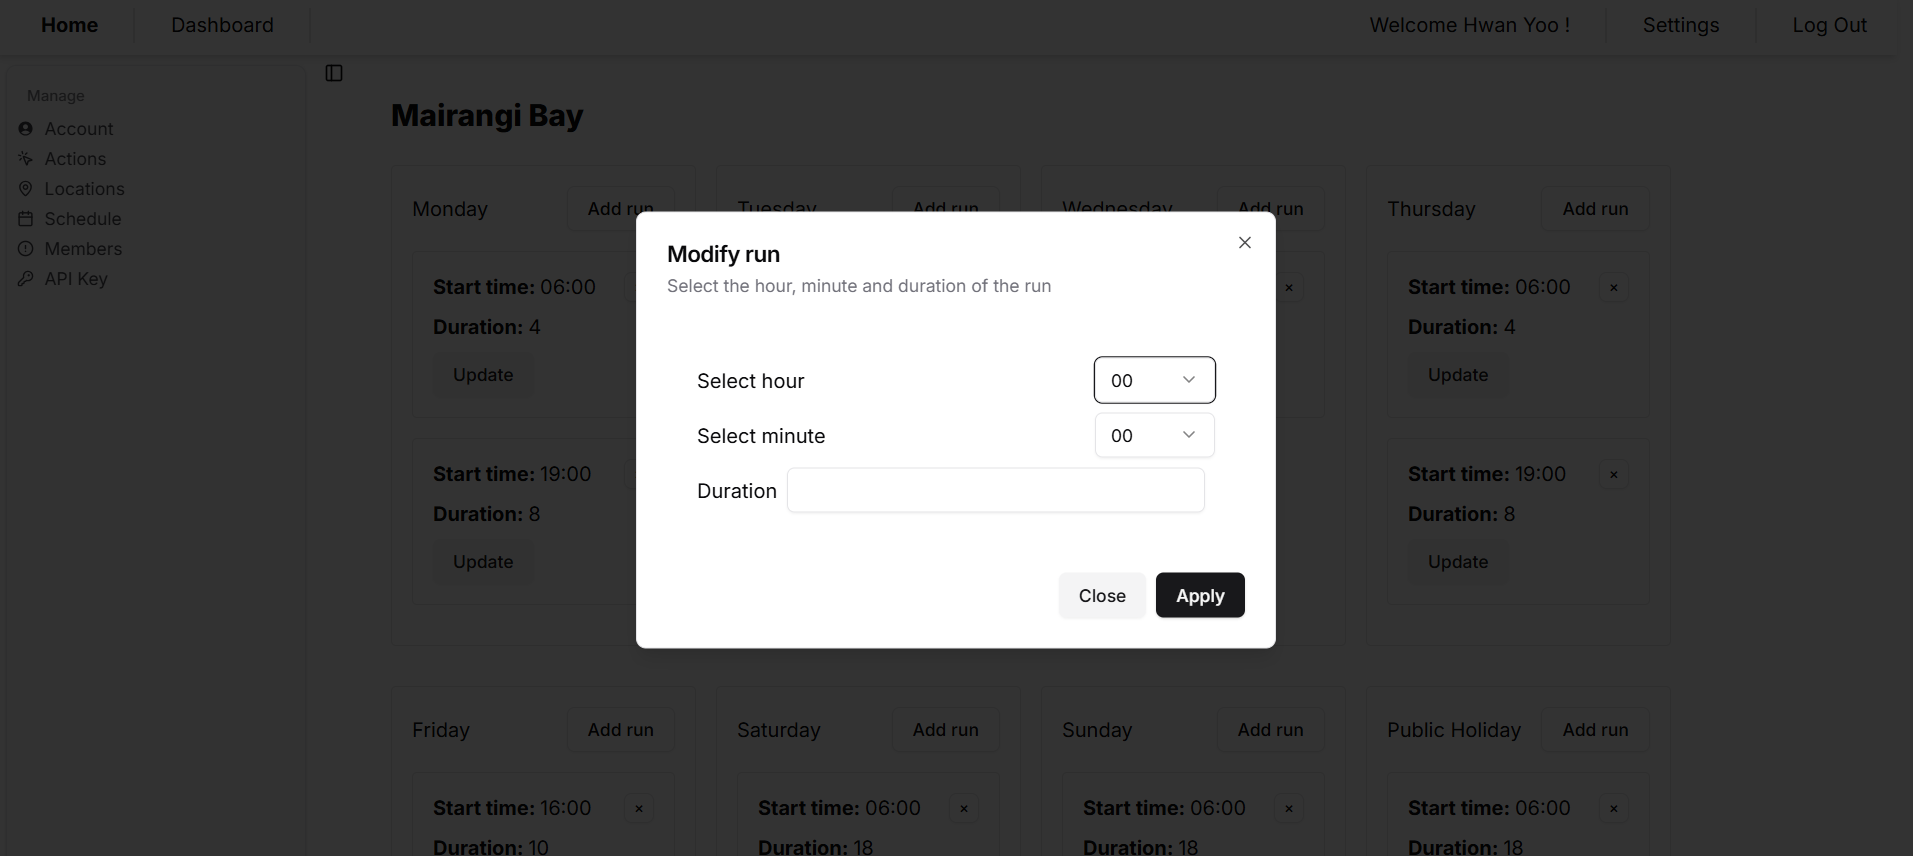 Home Dashboard Welcome Hwan Yoo ! Settings Log Out
Manage
Account
Actions
Locations
Schedule
Members
API Key
Mairangi Bay
Monday Add run Tuesday Add run Wednesday Add run Thursday Add run
Start time: 06:00 × × Start time: 06:00 ×
Duration: 4 Duration: 4
Update Update
Start time: 19:00 Start time: 19:00 ×
Duration: 8 Duration: 8
Update Update
Modify run
Select the hour, minute and duration of the run
Select hour 00
Select minute 00
Duration
Close Apply
Friday Add run Saturday Add run Sunday Add run Public Holiday Add run
Start time: 16:00 × Start time: 06:00 × Start time: 06:00 × Start time: 06:00 ×
Duration: 10 Duration: 18 Duration: 18 Duration: 18